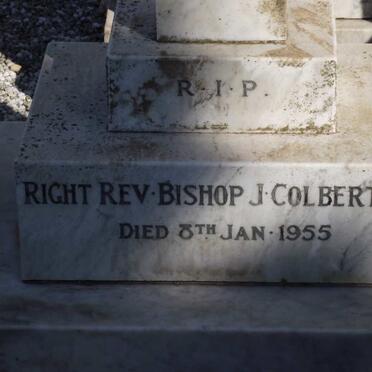 R·I·P·
RIGHT REV·BISHOP J·COLBERT
DIED 8TH JAN·1955